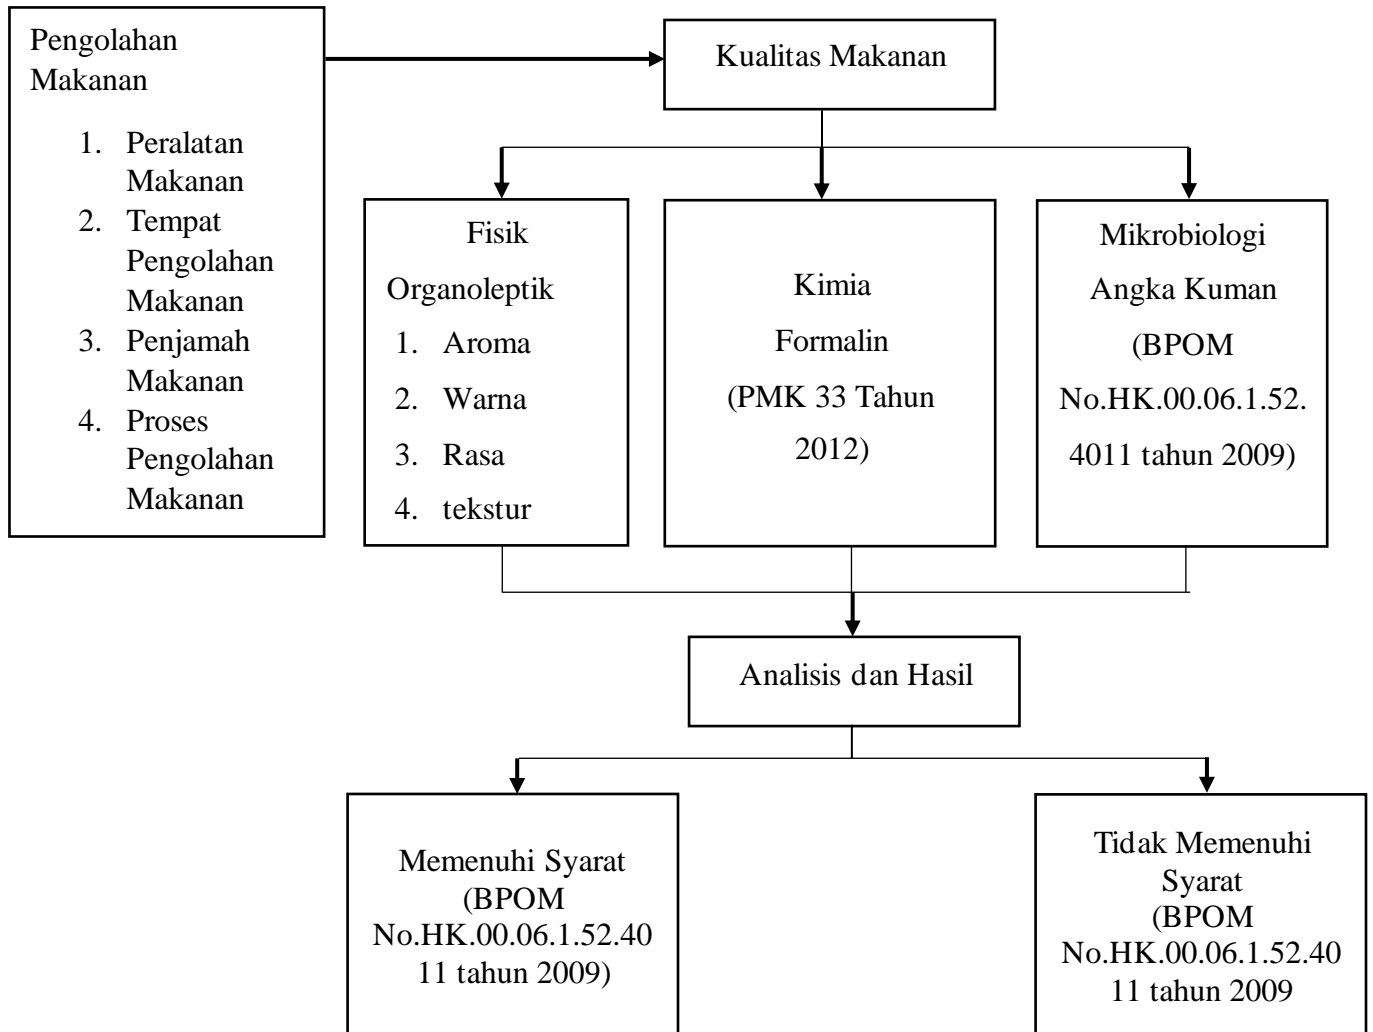 Pengolahan
Makanan
1. Peralatan
Makanan
2. Tempat
Pengolahan
Makanan
3. Penjamah
Makanan
4. Proses
Pengolahan
Makanan
Kualitas Makanan
Fisik
Organoleptik
1. Aroma
2. Warna
3. Rasa
4. tekstur
Kimia
Formalin
(PMK 33 Tahun
2012)
Mikrobiologi
Angka Kuman
(BPOM
No.HK.00.06.1.52.
4011 tahun 2009)
Analisis dan Hasil
Memenuhi Syarat
(BPOM
No.HK.00.06.1.52.40
11 tahun 2009)
Tidak Memenuhi
Syarat
(BPOM
No.HK.00.06.1.52.40
11 tahun 2009